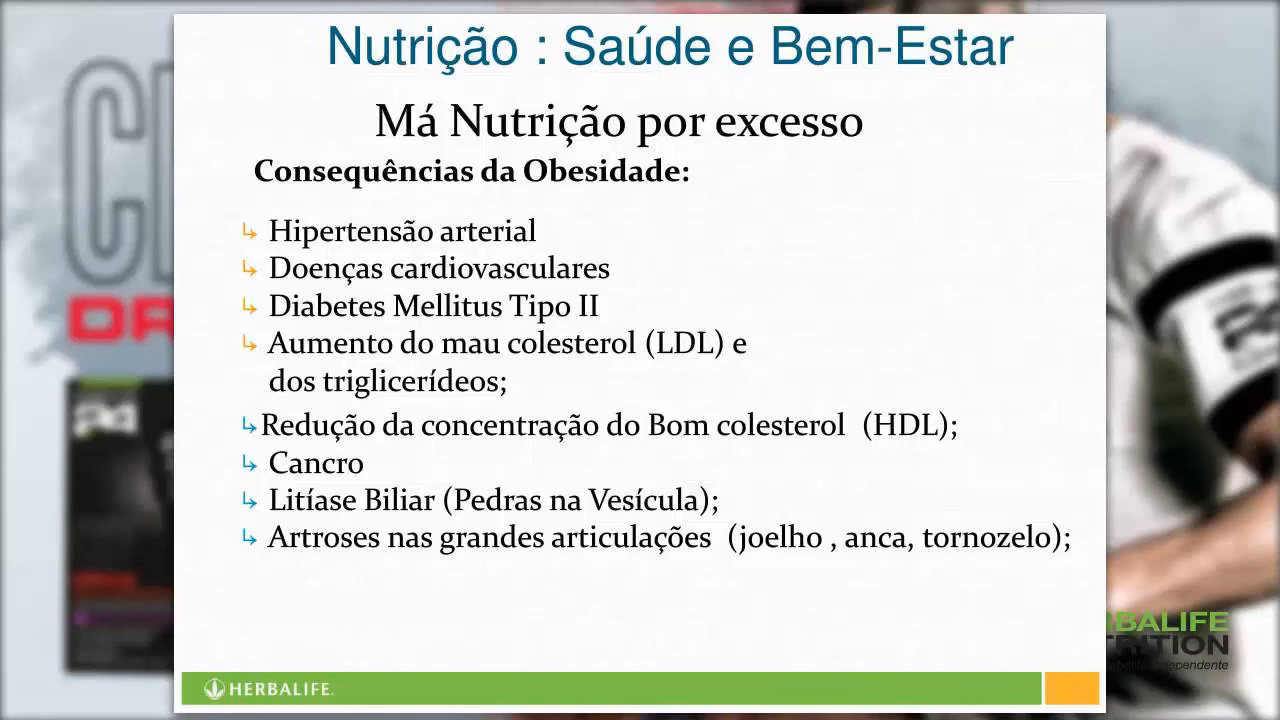 Nutrição : Saúde e Bem-Estar
Má Nutrição por excesso
Consequências da Obesidade:
↳ Hipertensão arterial
↳ Doenças cardiovasculares
↳ Diabetes Mellitus Tipo II
↳ Aumento do mau colesterol (LDL) e
dos triglicerídeos;
↳Redução da concentração do Bom colesterol (HDL);
↳ Cancro
↳ Litíase Biliar (Pedras na Vesícula);
↳ Artroses nas grandes articulações (joelho , anca, tornozelo);
HERBALIFE